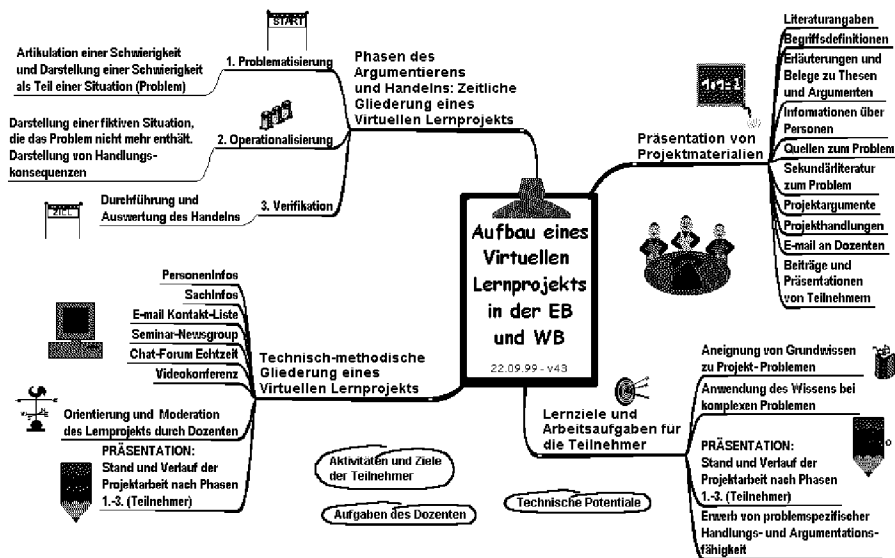 START
1. Problematisierung
Artikulation einer Schwierigkeit
und Darstellung einer Schwierigkeit
als Teil einer Situation (Problem)
2. Operationalisierung
Darstellung einer fiktiven Situation,
die das Problem nicht mehr enthält.
Darstellung von Handlungs-
konsequenzen
ZIEL
3. Verifikation
Durchführung und
Auswertung des Handelns
Phasen des
Argumentierens
und Handelns: Zeitliche
Gliederung eines
Virtuellen Lernprojekts
Präsentation von
Projektmaterialien
Literaturangaben
Begriffsdefinitionen
Erläuterungen und
Belege zu Thesen
und Argumenten
Informationen über
Personen
Quellen zum Problem
Sekundärliteratur
zum Problem
Projektargumente
Projekthandlungen
E-mail an Dozenten
Beiträge und
Präsentationen
von Teilnehmern
Aufbau eines
Virtuellen
Lernprojekts
in der EB
und WB
22.09.99 - v43
PersonenInfos
SachInfos
E-mail Kontakt-Liste
Seminar-Newsgroup
Chat-Forum Echtzeit
Videokonferenz
Orientierung und Moderation
des Lernprojekts durch Dozenten
PRÄSENTATION:
Stand und Verlauf der
Projektarbeit nach Phasen
1.-3. (Teilnehmer)
Technisch-methodische
Gliederung eines
Virtuellen Lernprojekts
Lernziele und
Arbeitsaufgaben für
die Teilnehmer
Aneignung von Grundwissen
zu Projekt-Problemen
Anwendung des Wissens bei
komplexen Problemen
PRÄSENTATION:
Stand und Verlauf der
Projektarbeit nach Phasen
1.-3. (Teilnehmer)
Erwerb von problemspezifischer
Handlungs- und Argumentations-
fähigkeit
Aktivitäten und Ziele
der Teilnehmer
Aufgaben des Dozenten
Technische Potentiale